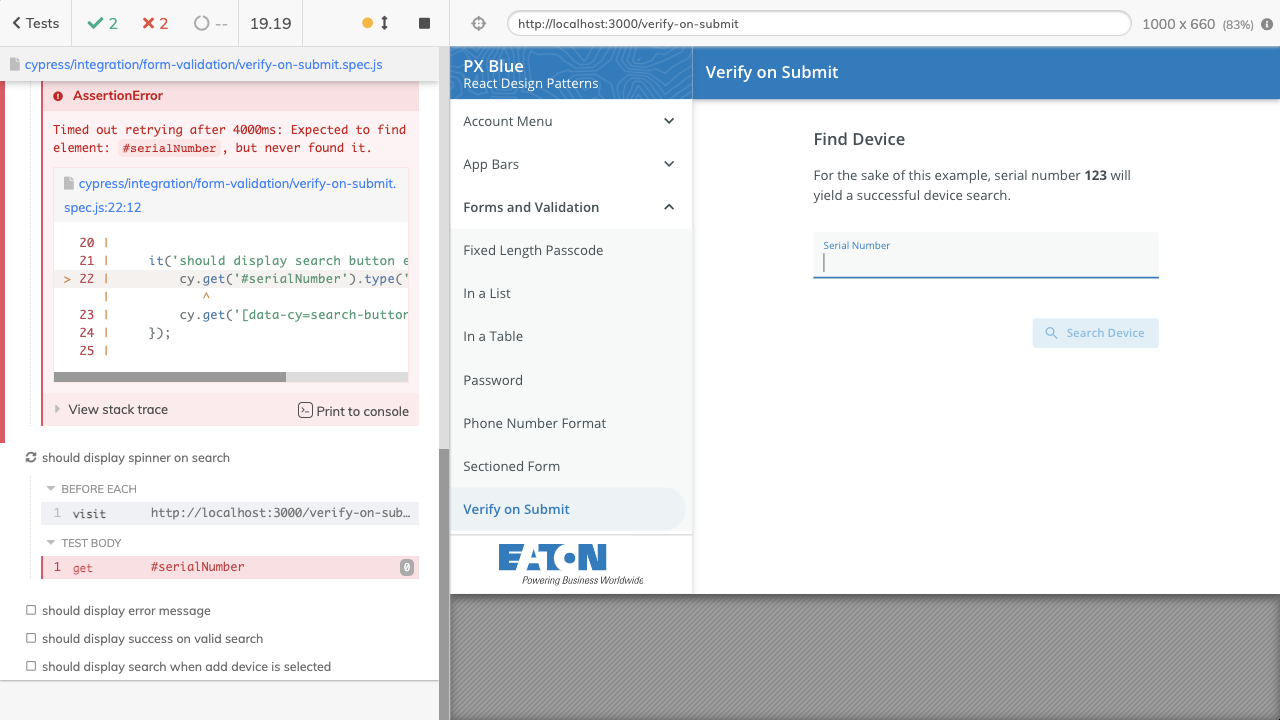 Tests
2
2
--
19.19
http://localhost:3000/verify-on-submit
1000 x 660 (83%)
cypress/integration/form-validation/verify-on-submit.spec.js
AssertionError
Timed out retrying after 4000ms: Expected to find
element: #serialNumber, but never found it.
cypress/integration/form-validation/verify-on-submit.
spec.js:22:12
20 |
21 | it('should display search button e
> 22 | cy.get('#serialNumber').type('
| ^
23 | cy.get('[data-cy=search-button
24 | });
25 |
View stack trace
Print to console
should display spinner on search
BEFORE EACH
1 visit http://localhost:3000/verify-on-sub…
TEST BODY
1 get #serialNumber 0
should display error message
should display success on valid search
should display search when add device is selected
PX Blue
React Design Patterns
Account Menu
App Bars
Forms and Validation
Fixed Length Passcode
In a List
In a Table
Password
Phone Number Format
Sectioned Form
Verify on Submit
EATON
Powering Business Worldwide
Verify on Submit
Find Device
For the sake of this example, serial number 123 will
yield a successful device search.
Serial Number
Search Device